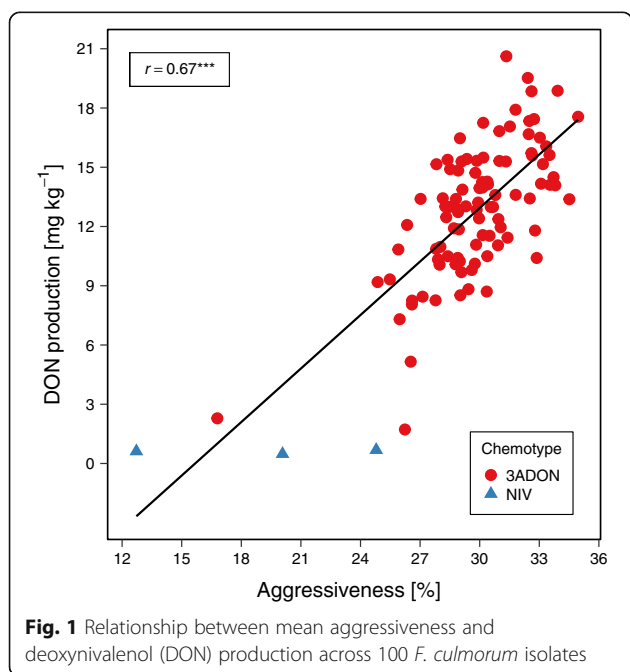 r = 0.67***
DON production [mg kg⁻¹]
21
18
15
12
9
6
3
0
Chemotype
3ADON
NIV
12 15 18 21 24 27 30 33 36
Aggressiveness [%]
Fig. 1 Relationship between mean aggressiveness and
deoxynivalenol (DON) production across 100 F. culmorum isolates